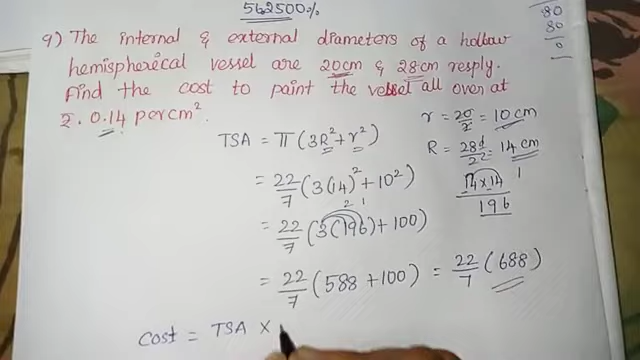 562500%
80
80
0
9) The internal & external diameters of a hollow
hemispherical vessel are 20cm & 28cm resply.
Find the cost to paint the vessel all over at
₹. 0.14 per cm²
r = 20/2 = 10 cm
TSA = π (3R² + r²)
R = 28/2 = 14 cm
= 22/7 (3(14)² + 10²)
14 × 14
196
= 22/7 (3(196) + 100)
= 22/7 (588 + 100) = 22/7 (688)
Cost = TSA ×